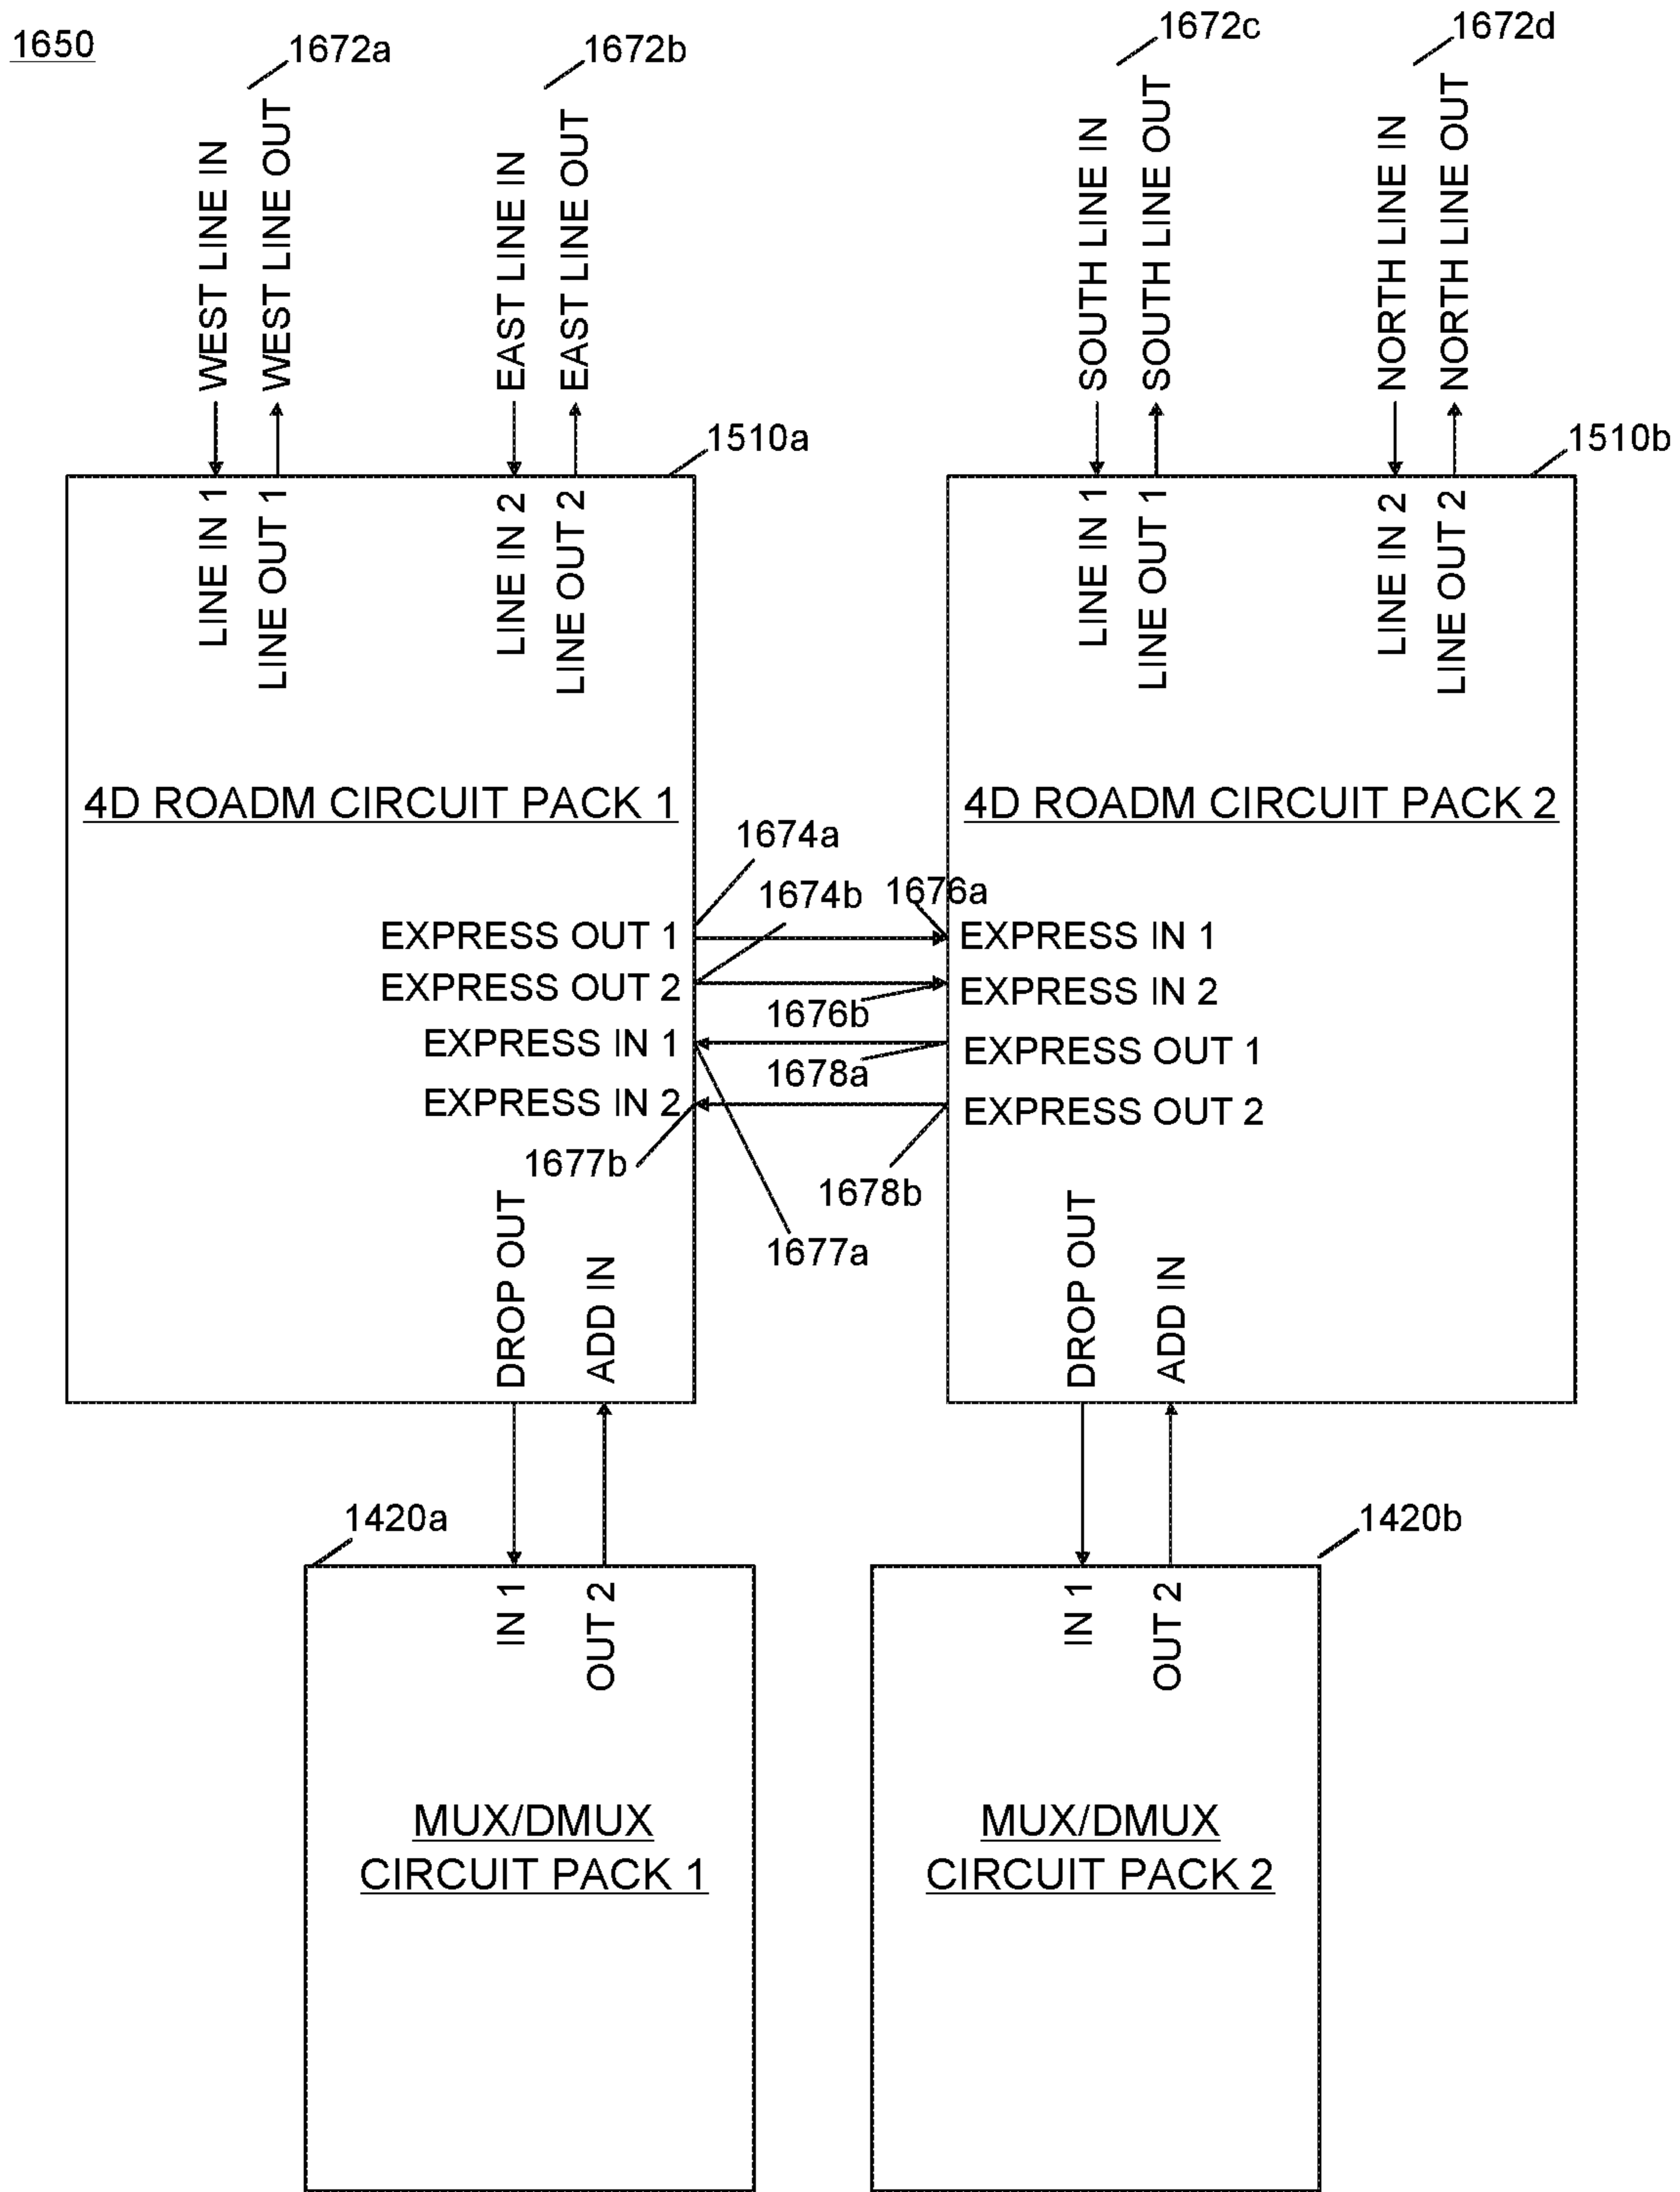 1650
1672a
1672b
1672c
1672d
WEST LINE IN
WEST LINE OUT
EAST LINE IN
EAST LINE OUT
SOUTH LINE IN
SOUTH LINE OUT
NORTH LINE IN
NORTH LINE OUT
1510a
1510b
LINE IN 1
LINE OUT 1
LINE IN 2
LINE OUT 2
LINE IN 1
LINE OUT 1
LINE IN 2
LINE OUT 2
4D ROADM CIRCUIT PACK 1
4D ROADM CIRCUIT PACK 2
1674a
1674b
1676a
EXPRESS OUT 1
EXPRESS IN 1
EXPRESS OUT 2
EXPRESS IN 2
1676b
EXPRESS IN 1
EXPRESS OUT 1
1678a
EXPRESS IN 2
EXPRESS OUT 2
1677b
1678b
1677a
DROP OUT
ADD IN
DROP OUT
ADD IN
1420a
1420b
IN 1
OUT 2
IN 1
OUT 2
MUX/DMUX
CIRCUIT PACK 1
MUX/DMUX
CIRCUIT PACK 2